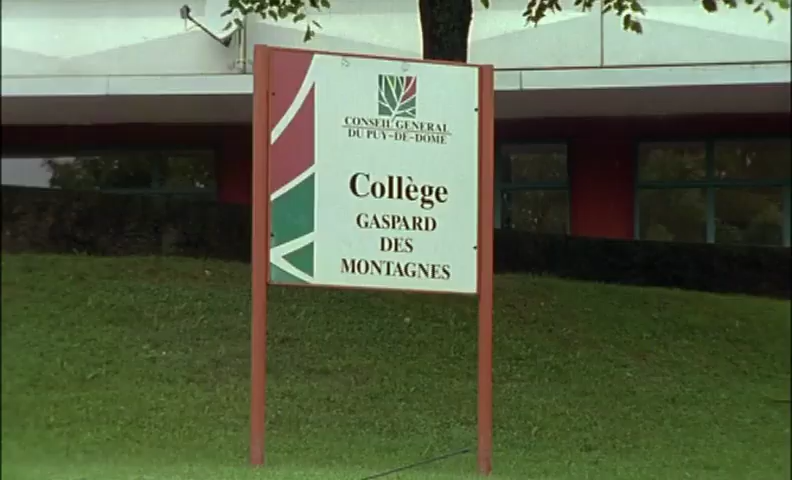 CONSEIL GENERAL
DU PUY-DE-DOME
Collège
GASPARD
DES
MONTAGNES